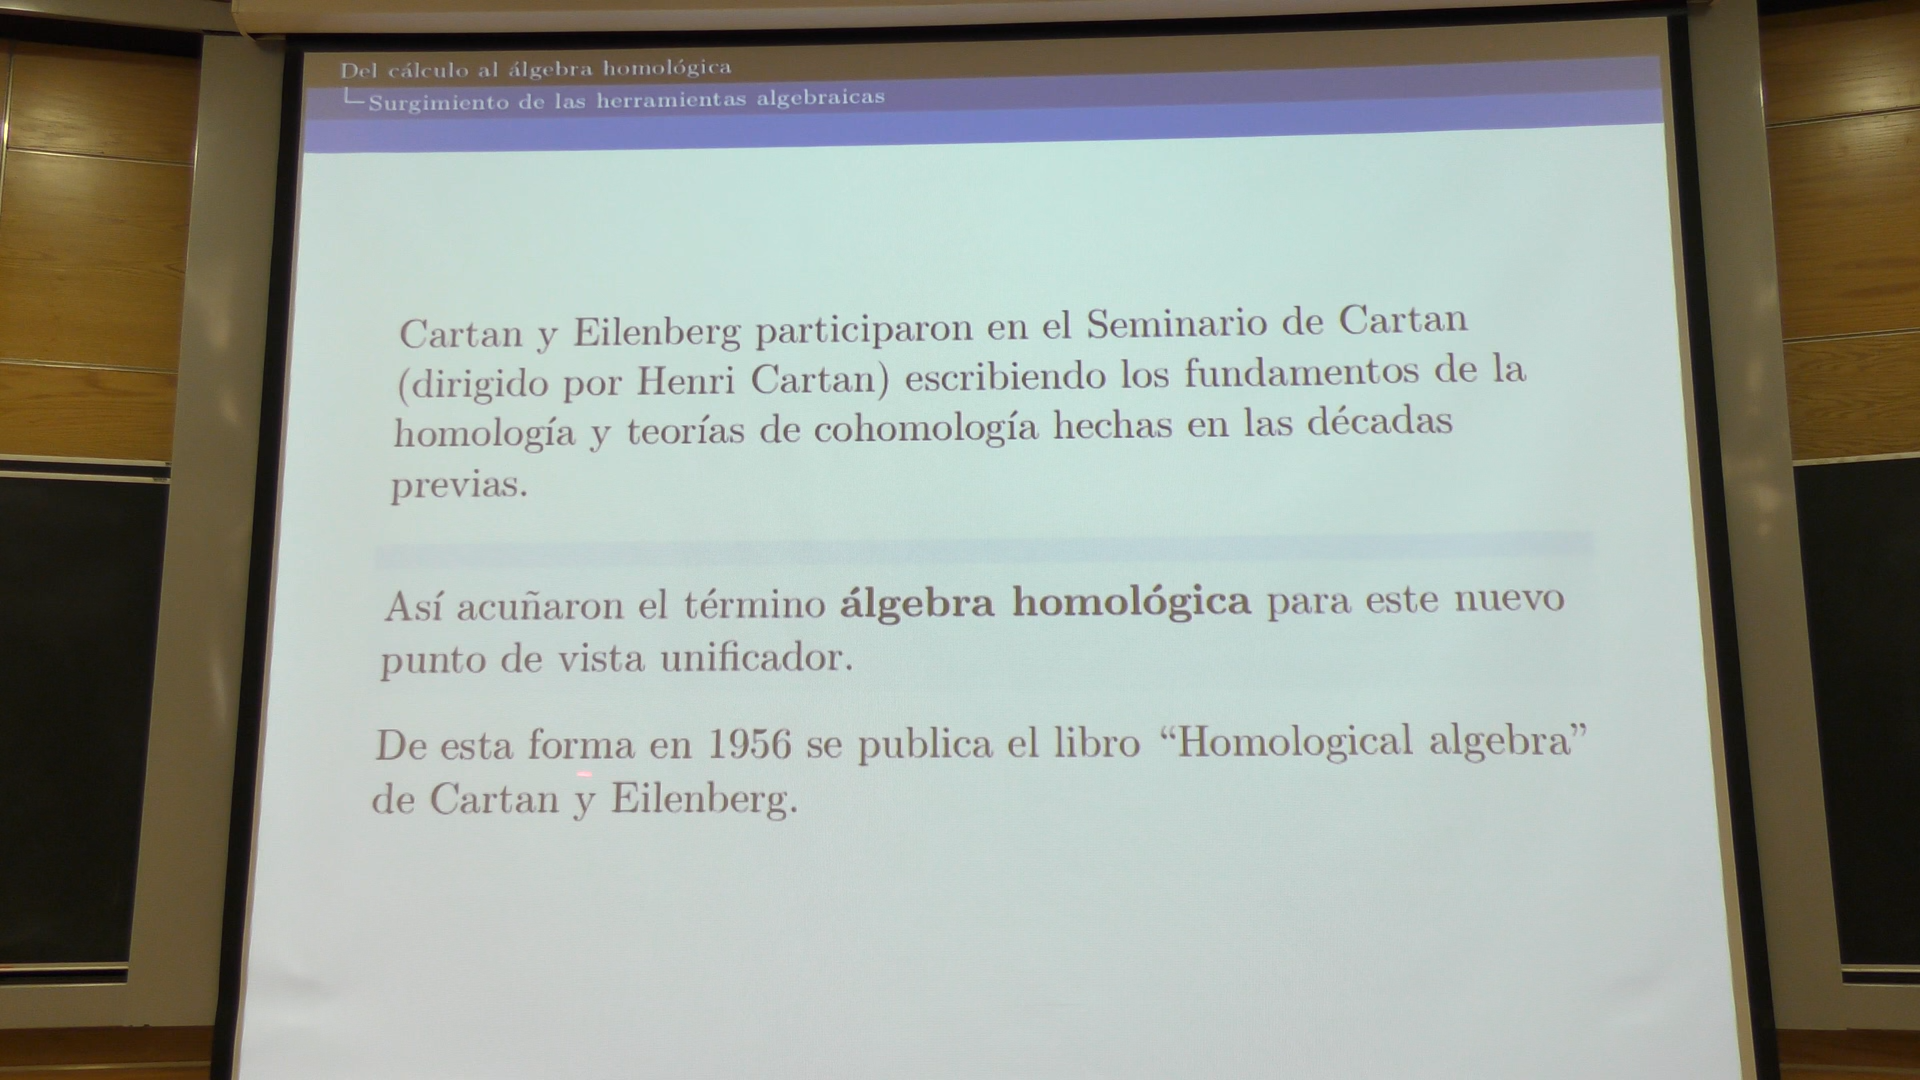 Del cálculo al álgebra homológica
Surgimiento de las herramientas algebraicas
Cartan y Eilenberg participaron en el Seminario de Cartan
(dirigido por Henri Cartan) escribiendo los fundamentos de la
homología y teorías de cohomología hechas en las décadas
previas.
Así acuñaron el término álgebra homológica para este nuevo
punto de vista unificador.
De esta forma en 1956 se publica el libro “Homological algebra”
de Cartan y Eilenberg.